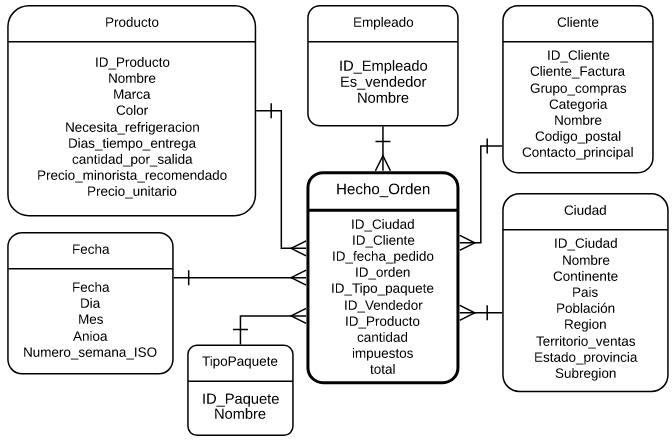 Producto
ID_Producto
Nombre
Marca
Color
Necesita_refrigeracion
Dias_tiempo_entrega
cantidad_por_salida
Precio_minorista_recomendado
Precio_unitario
Empleado
ID_Empleado
Es_vendedor
Nombre
Cliente
ID_Cliente
Cliente_Factura
Grupo_compras
Categoria
Nombre
Codigo_postal
Contacto_principal
Hecho_Orden
ID_Ciudad
ID_Cliente
ID_fecha_pedido
ID_orden
ID_Tipo_paquete
ID_Vendedor
ID_Producto
cantidad
impuestos
total
Fecha
Fecha
Dia
Mes
Anioa
Numero_semana_ISO
TipoPaquete
ID_Paquete
Nombre
Ciudad
ID_Ciudad
Nombre
Continente
Pais
Población
Region
Territorio_ventas
Estado_provincia
Subregion